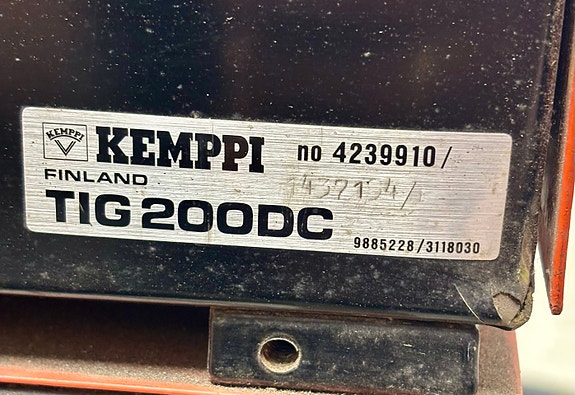 KEMPPI
KEMPPI no 4239910/
FINLAND
TIG 200DC
9885228/3118030